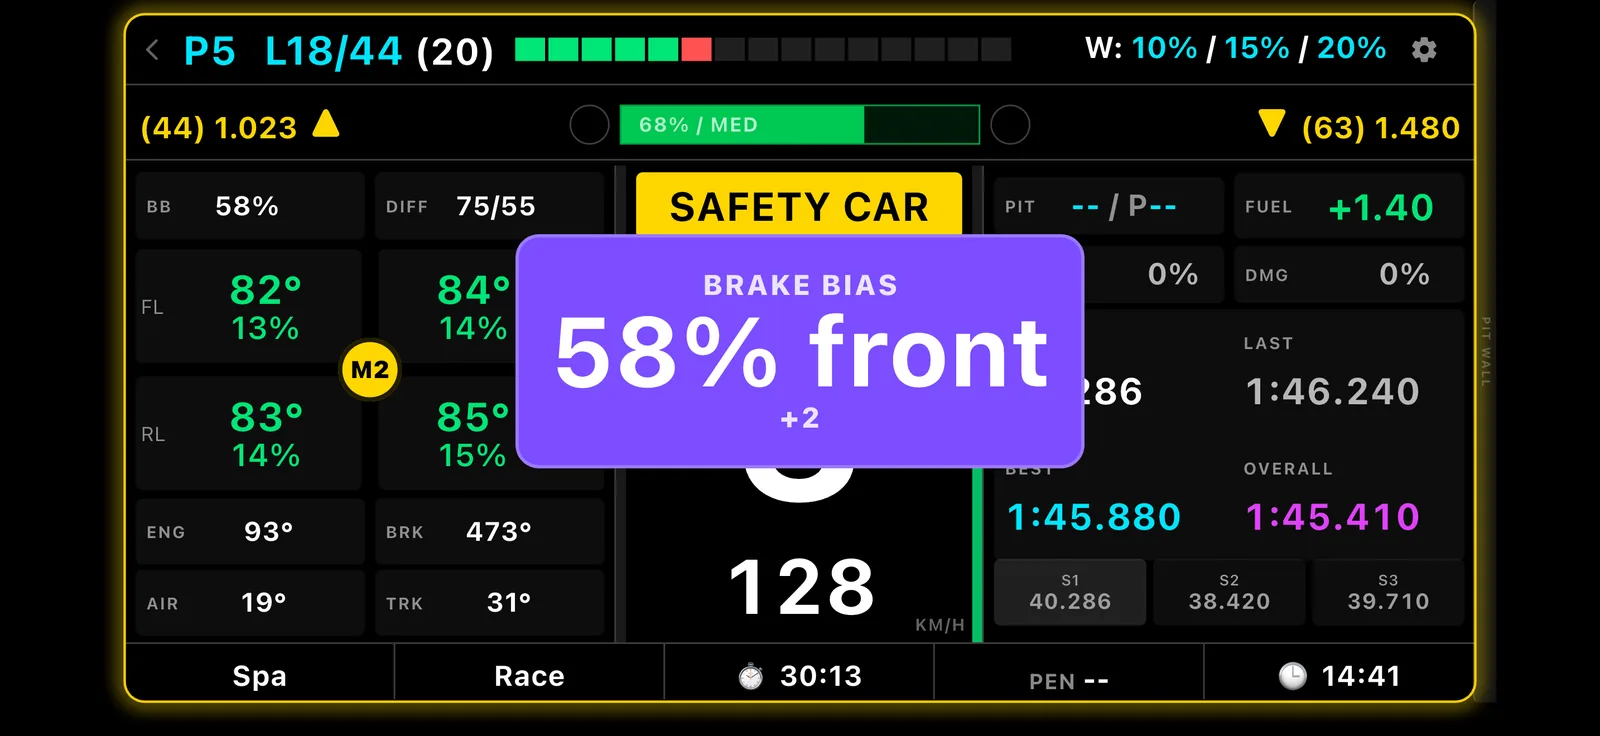 P5 L18/44 (20) W: 10% / 15% / 20%
(44) 1.023 68% / MED (63) 1.480
BB 58% DIFF 75/55
SAFETY CAR
PIT -- / P-- FUEL +1.40
0% DMG 0%
FL 82° 13% 84° 14%
M2
RL 83° 14% 85° 15%
BRAKE BIAS
58% front
+2
LAST
286 1:46.240
BEST OVERALL
1:45.880 1:45.410
ENG 93° BRK 473°
AIR 19° TRK 31°
128
KM/H
S1 S2 S3
40.286 38.420 39.710
PIT WALL
Spa Race 30:13 PEN -- 14:41